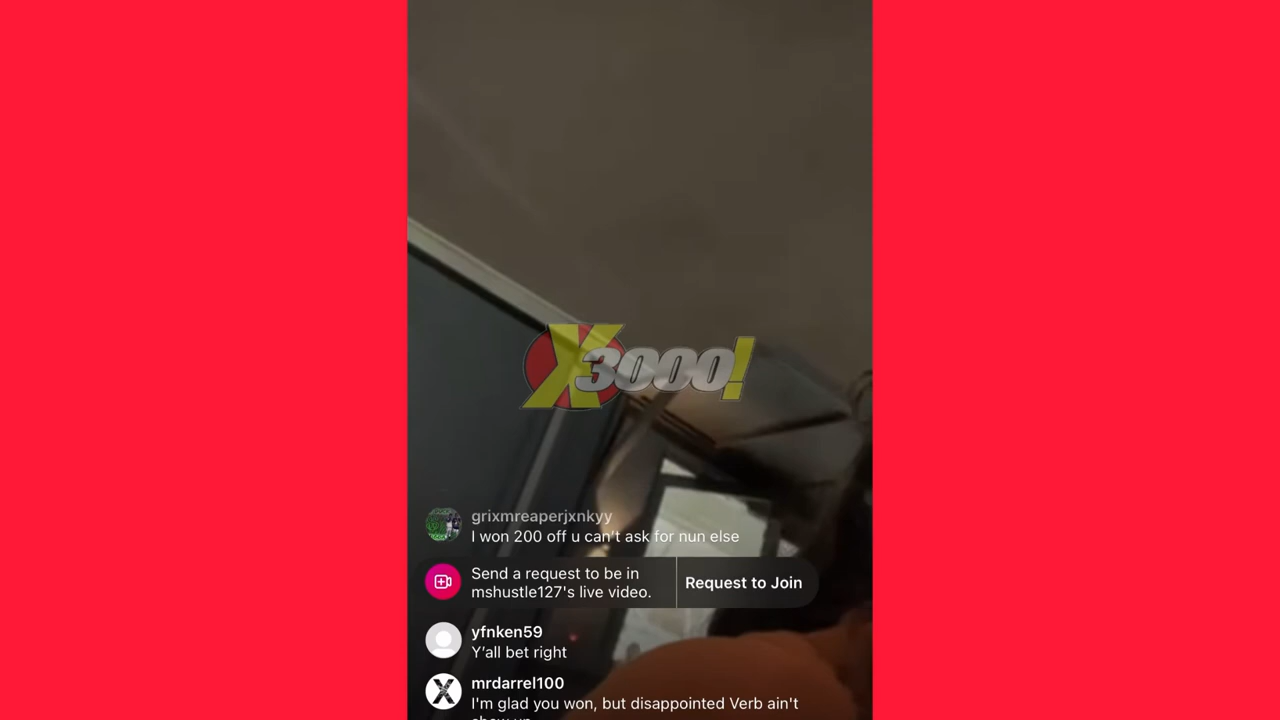 X3000!
grixmreaperjxnkyy
I won 200 off u can't ask for nun else
Send a request to be in
mshustle127's live video.
Request to Join
yfnken59
Y’all bet right
mrdarrel100
I'm glad you won, but disappointed Verb ain't